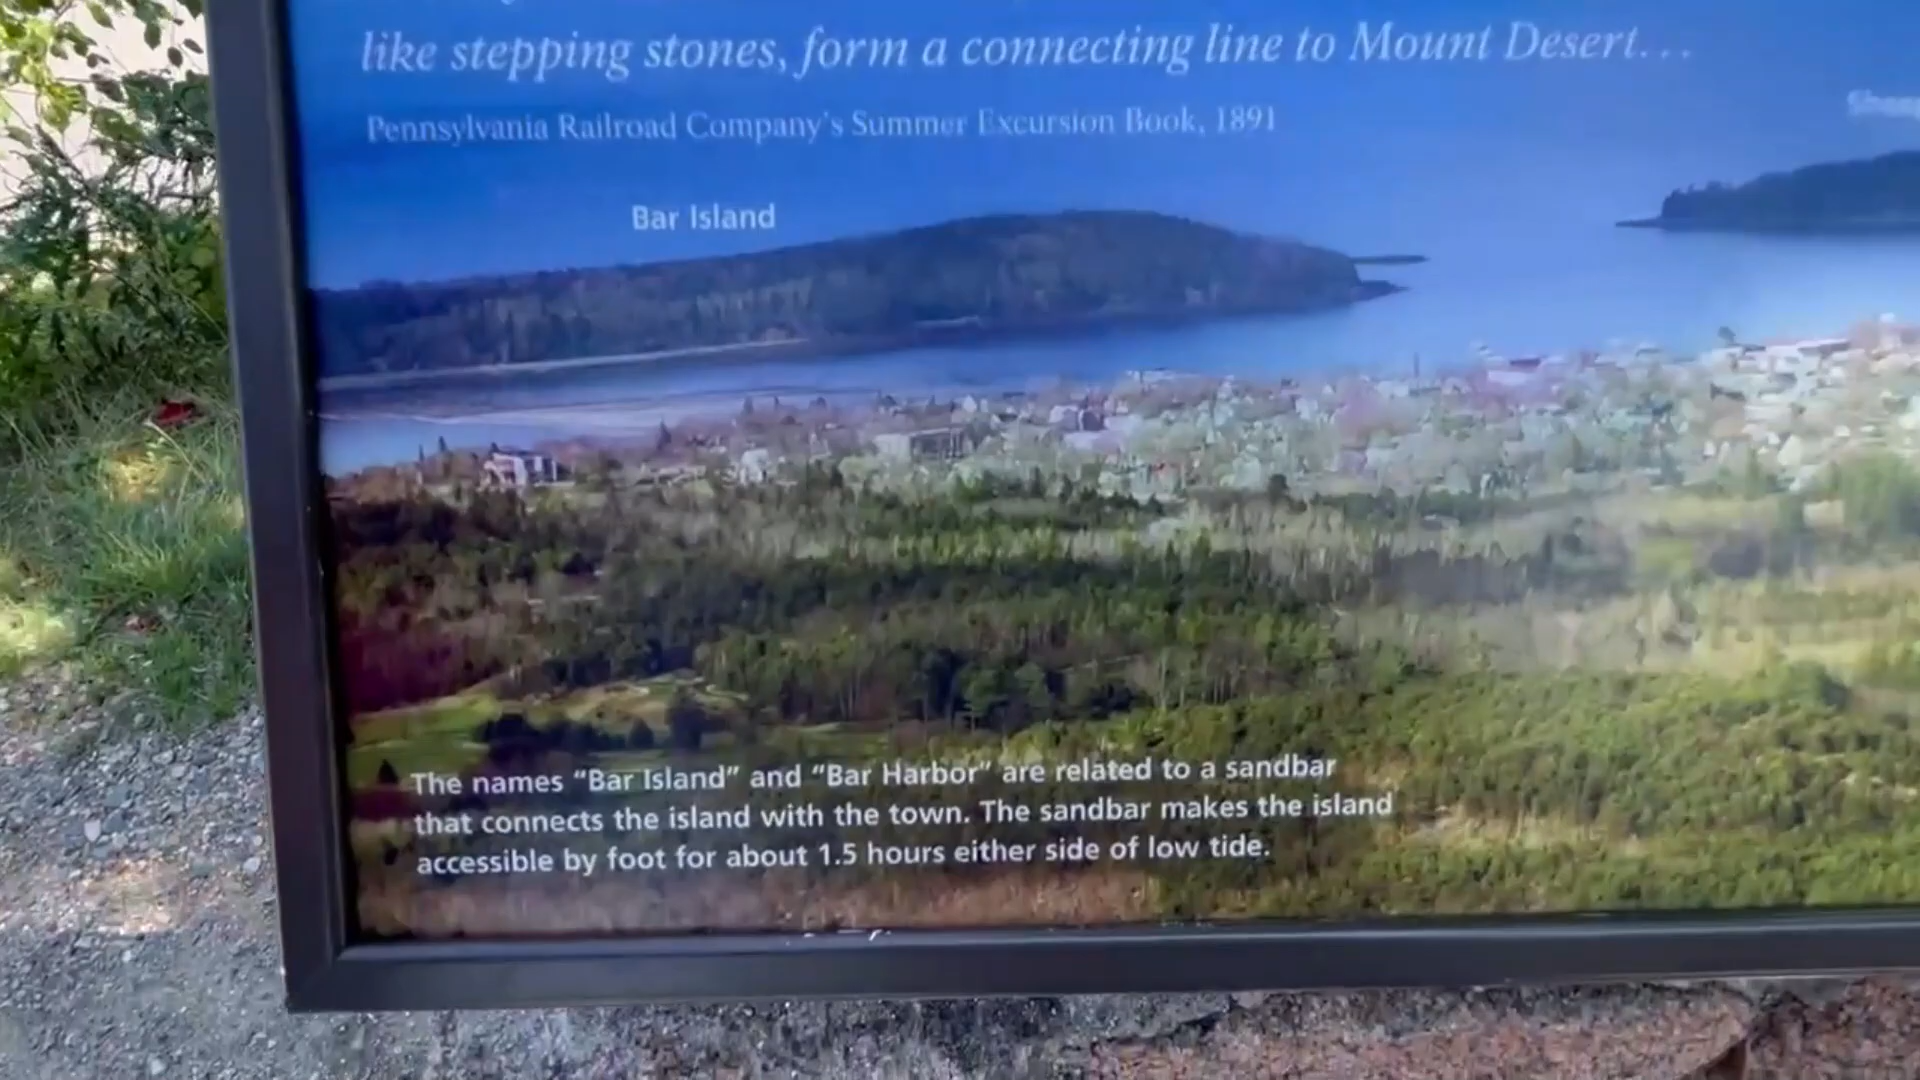 like stepping stones, form a connecting line to Mount Desert...
Pennsylvania Railroad Company's Summer Excursion Book, 1891
Bar Island
The names “Bar Island” and “Bar Harbor” are related to a sandbar
that connects the island with the town. The sandbar makes the island
accessible by foot for about 1.5 hours either side of low tide.